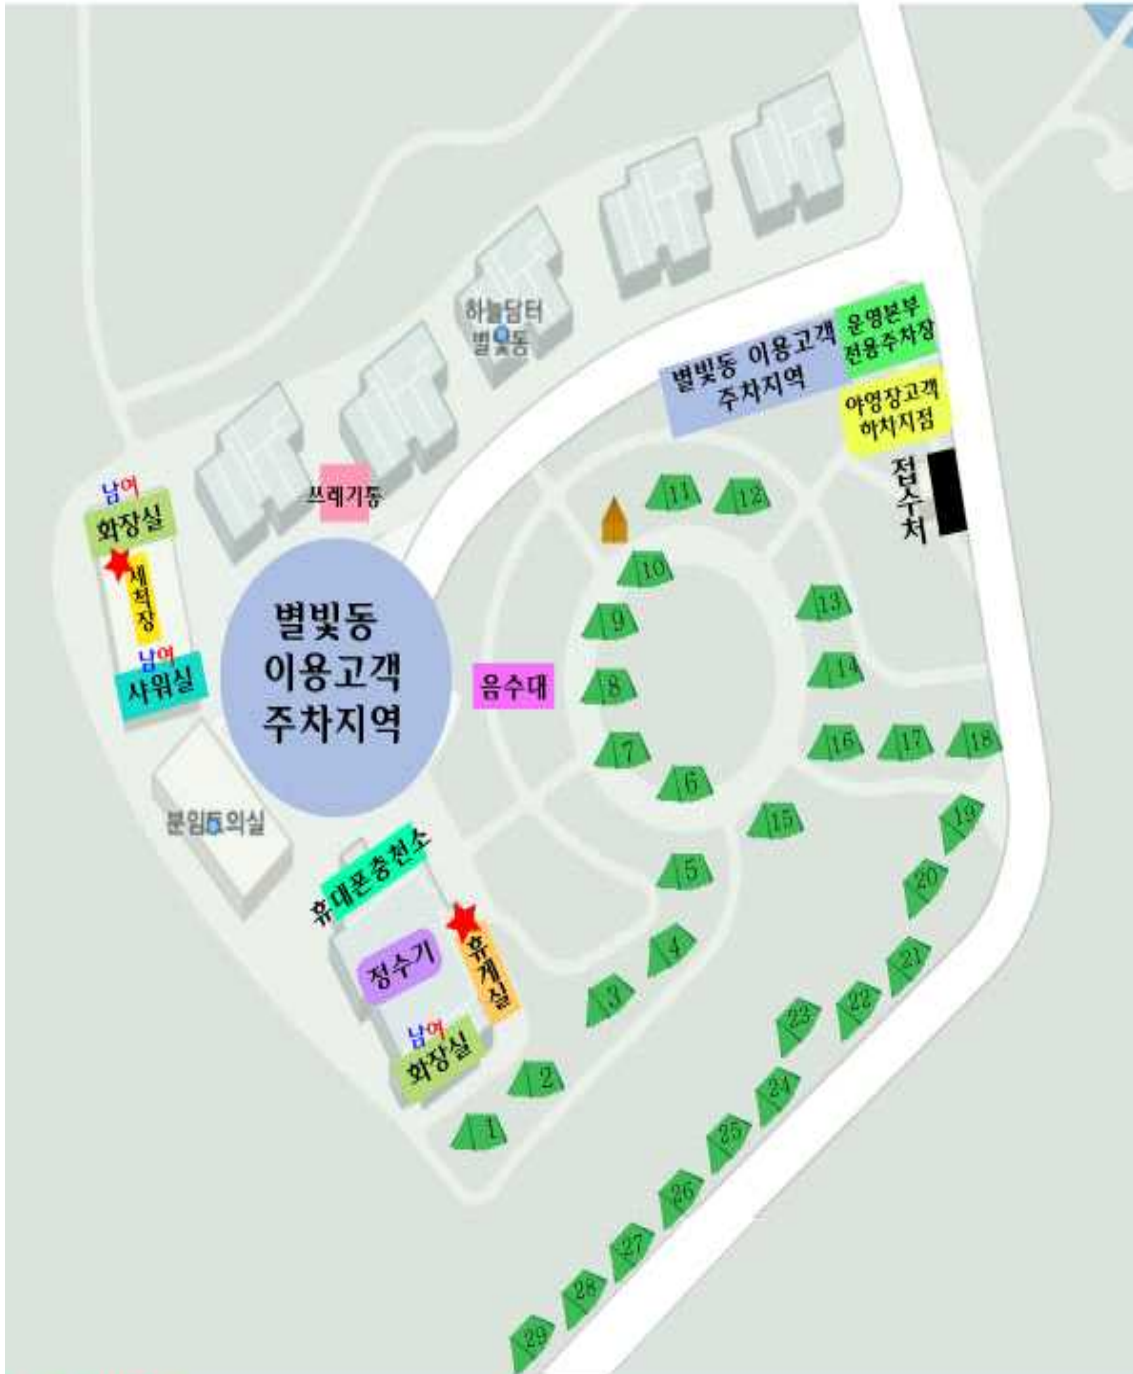 하늘담터
별빛동
별빛동 이용고객
주차지역
운영본부
전용주차장
야영장고객
하차지점
접수처
남여
화장실
쓰레기통
세척장
남여
샤워실
별빛동
이용고객
주차지역
음수대
분임토의실
휴대폰충전소
정수기
휴게실
남여
화장실
11
12
10
9
13
8
14
7
16
17
18
6
15
19
5
20
4
21
3
22
23
2
24
1
25
26
27
28
29